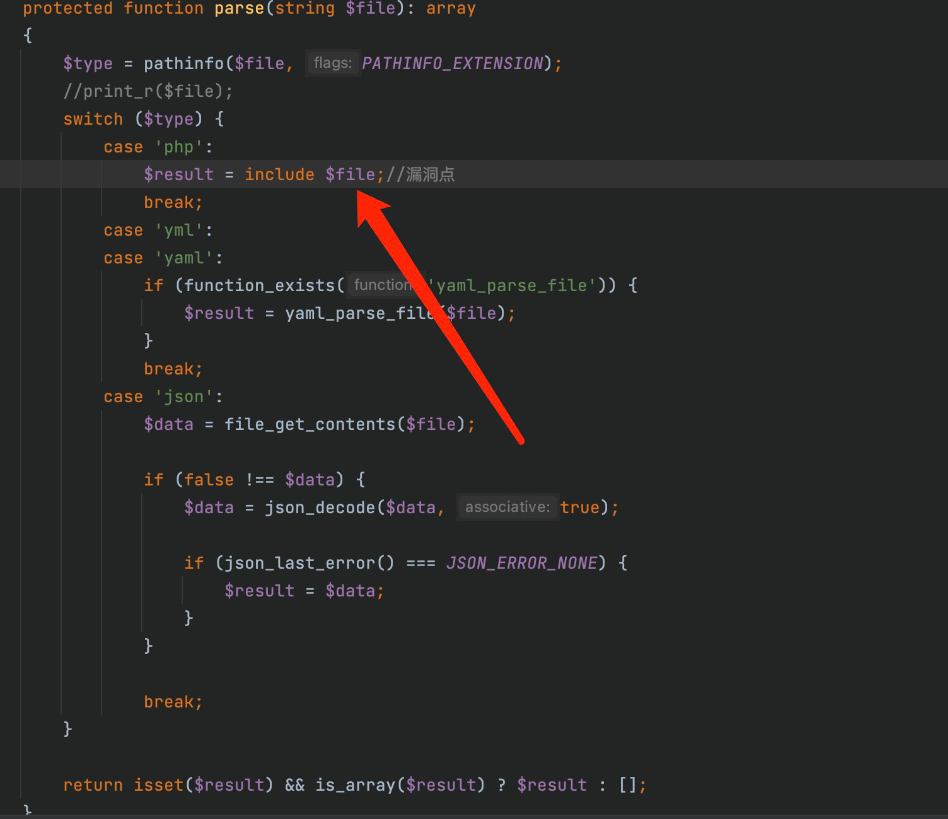 protected function parse(string $file): array
{
$type = pathinfo($file, flags: PATHINFO_EXTENSION);
//print_r($file);
switch ($type) {
case 'php':
$result = include $file;//漏洞点
break;
case 'yml':
case 'yaml':
if (function_exists( function 'yaml_parse_file')) {
$result = yaml_parse_file($file);
}
break;
case 'json':
$data = file_get_contents($file);
if (false !== $data) {
$data = json_decode($data, associative: true);
if (json_last_error() === JSON_ERROR_NONE) {
$result = $data;
}
}
break;
}
return isset($result) && is_array($result) ? $result : [];
}